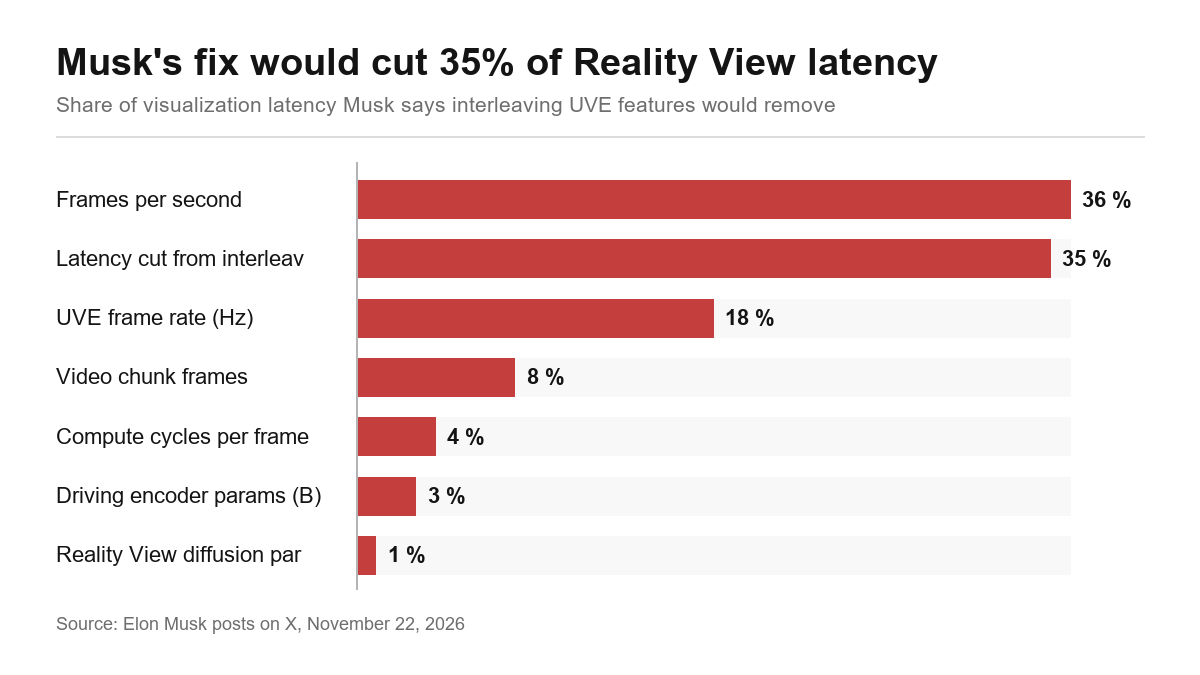 Musk's fix would cut 35% of Reality View latency
Share of visualization latency Musk says interleaving UVE features would remove
Frames per second 36 %
Latency cut from interleav 35 %
UVE frame rate (Hz) 18 %
Video chunk frames 8 %
Compute cycles per frame 4 %
Driving encoder params (B) 3 %
Reality View diffusion par 1 %
Source: Elon Musk posts on X, November 22, 2026